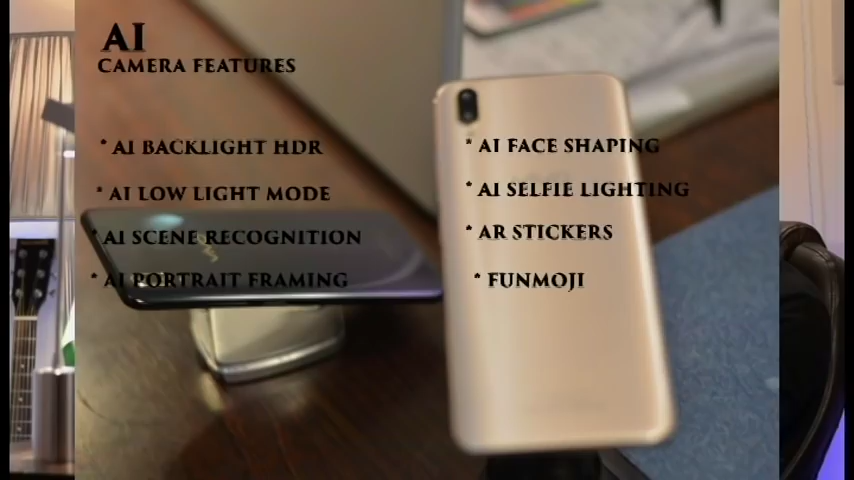 AI
CAMERA FEATURES
* AI BACKLIGHT HDR
* AI LOW LIGHT MODE
* AI SCENE RECOGNITION
* AI PORTRAIT FRAMING
* AI FACE SHAPING
* AI SELFIE LIGHTING
* AR STICKERS
* FUNMOJI